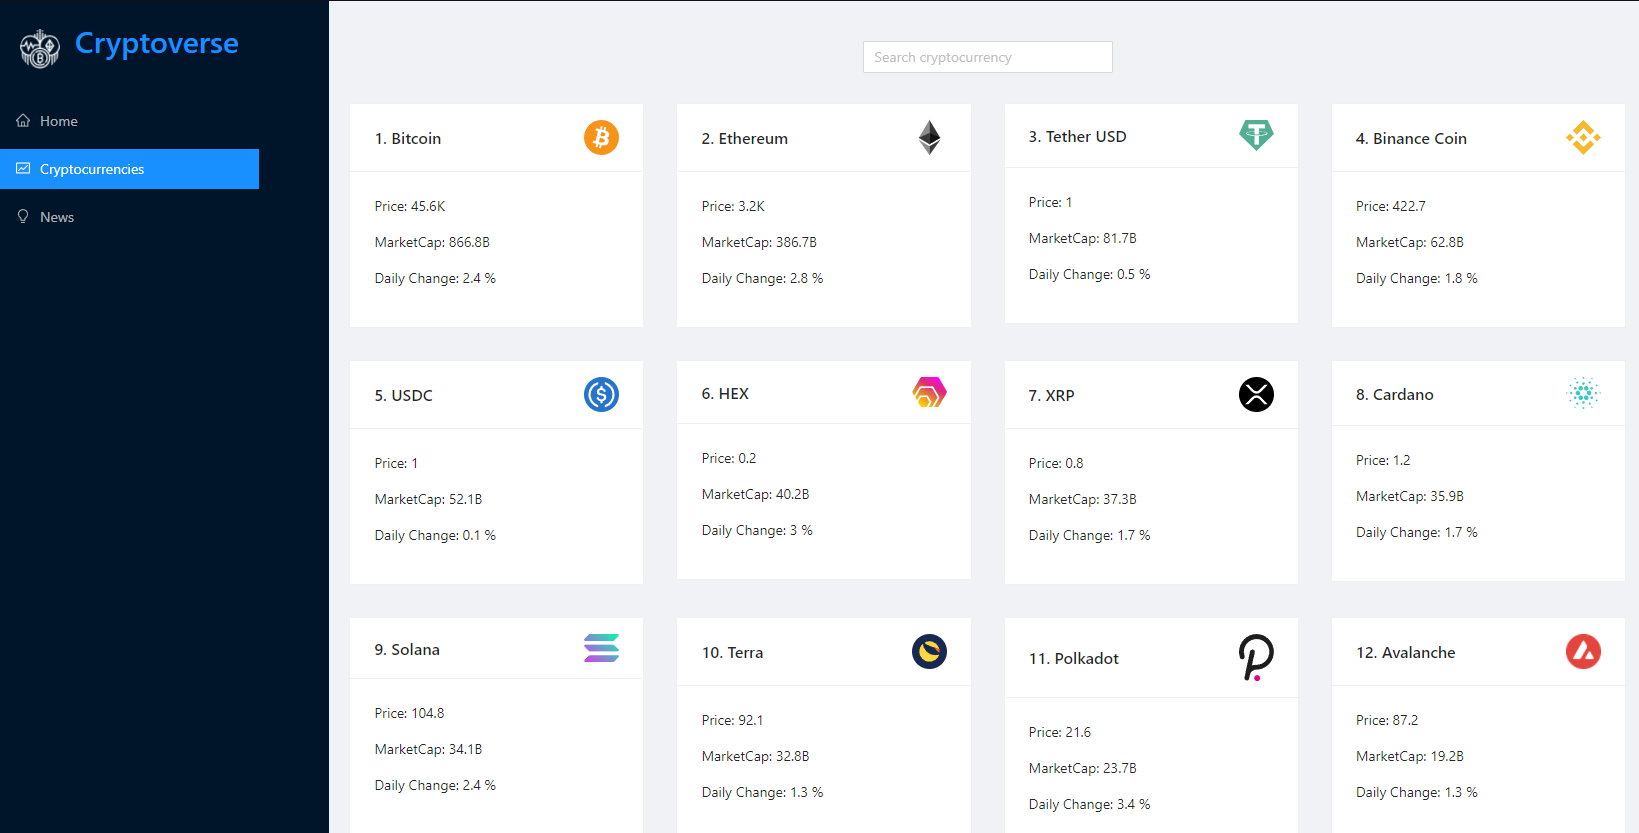 Cryptoverse
Home
Cryptocurrencies
News
Search cryptocurrency
1. Bitcoin
Price: 45.6K
MarketCap: 866.8B
Daily Change: 2.4 %
2. Ethereum
Price: 3.2K
MarketCap: 386.7B
Daily Change: 2.8 %
3. Tether USD
Price: 1
MarketCap: 81.7B
Daily Change: 0.5 %
4. Binance Coin
Price: 422.7
MarketCap: 62.8B
Daily Change: 1.8 %
5. USDC
Price: 1
MarketCap: 52.1B
Daily Change: 0.1 %
6. HEX
Price: 0.2
MarketCap: 40.2B
Daily Change: 3 %
7. XRP
Price: 0.8
MarketCap: 37.3B
Daily Change: 1.7 %
8. Cardano
Price: 1.2
MarketCap: 35.9B
Daily Change: 1.7 %
9. Solana
Price: 104.8
MarketCap: 34.1B
Daily Change: 2.4 %
10. Terra
Price: 92.1
MarketCap: 32.8B
Daily Change: 1.3 %
11. Polkadot
Price: 21.6
MarketCap: 23.7B
Daily Change: 3.4 %
12. Avalanche
Price: 87.2
MarketCap: 19.2B
Daily Change: 1.3 %